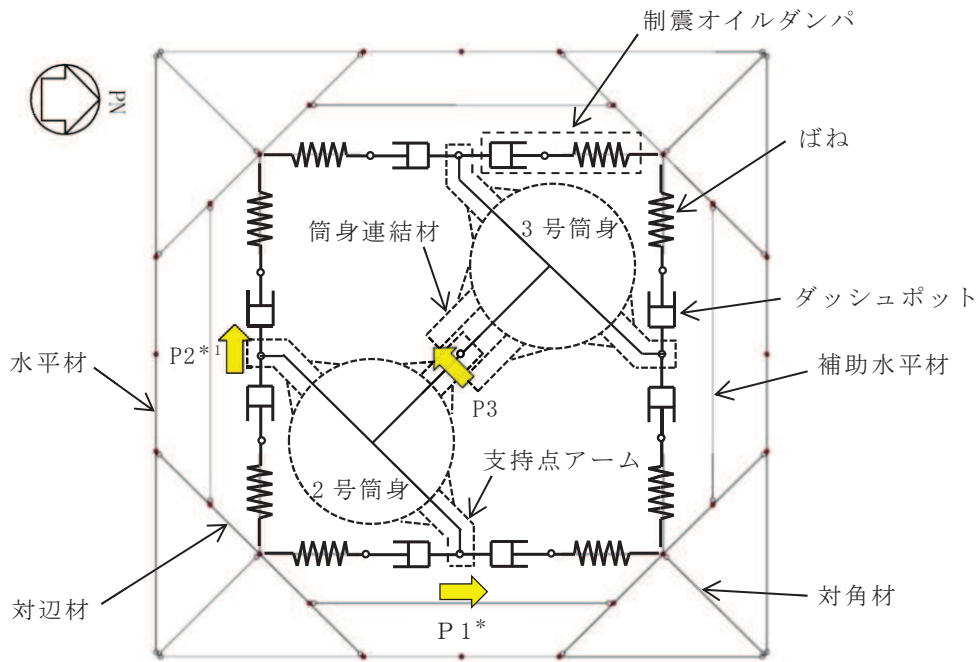 制震オイルダンパ
PN
ばね
3号筒身
筒身連結材
ダッシュポット
P2*1
水平材
補助水平材
P3
支持点アーム
2号筒身
対辺材
対角材
P1*